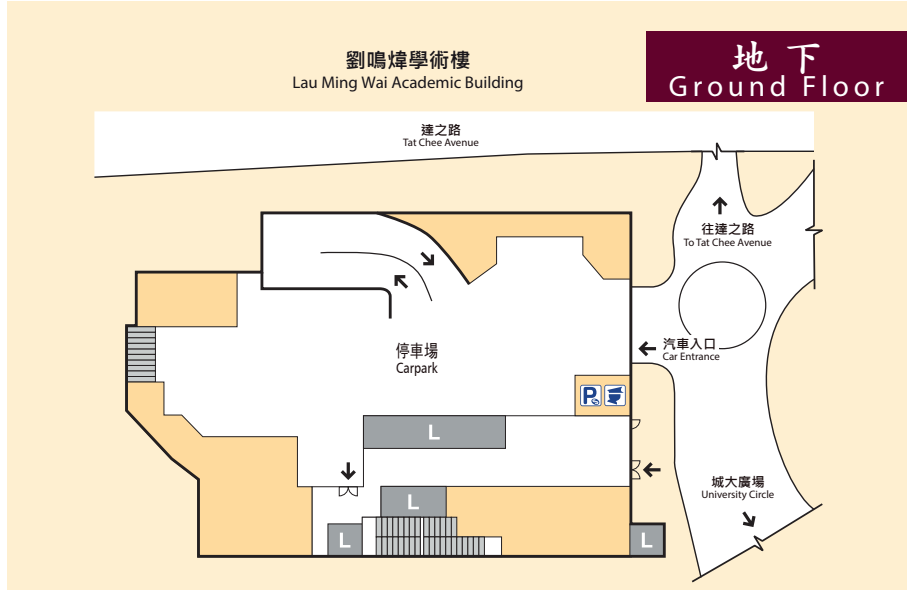 劉鳴煒學術樓
Lau Ming Wai Academic Building
地下
Ground Floor
達之路
Tat Chee Avenue
往達之路
To Tat Chee Avenue
汽車入口
Car Entrance
停車場
Carpark
P
L
L
L
L
城大廣場
University Circle